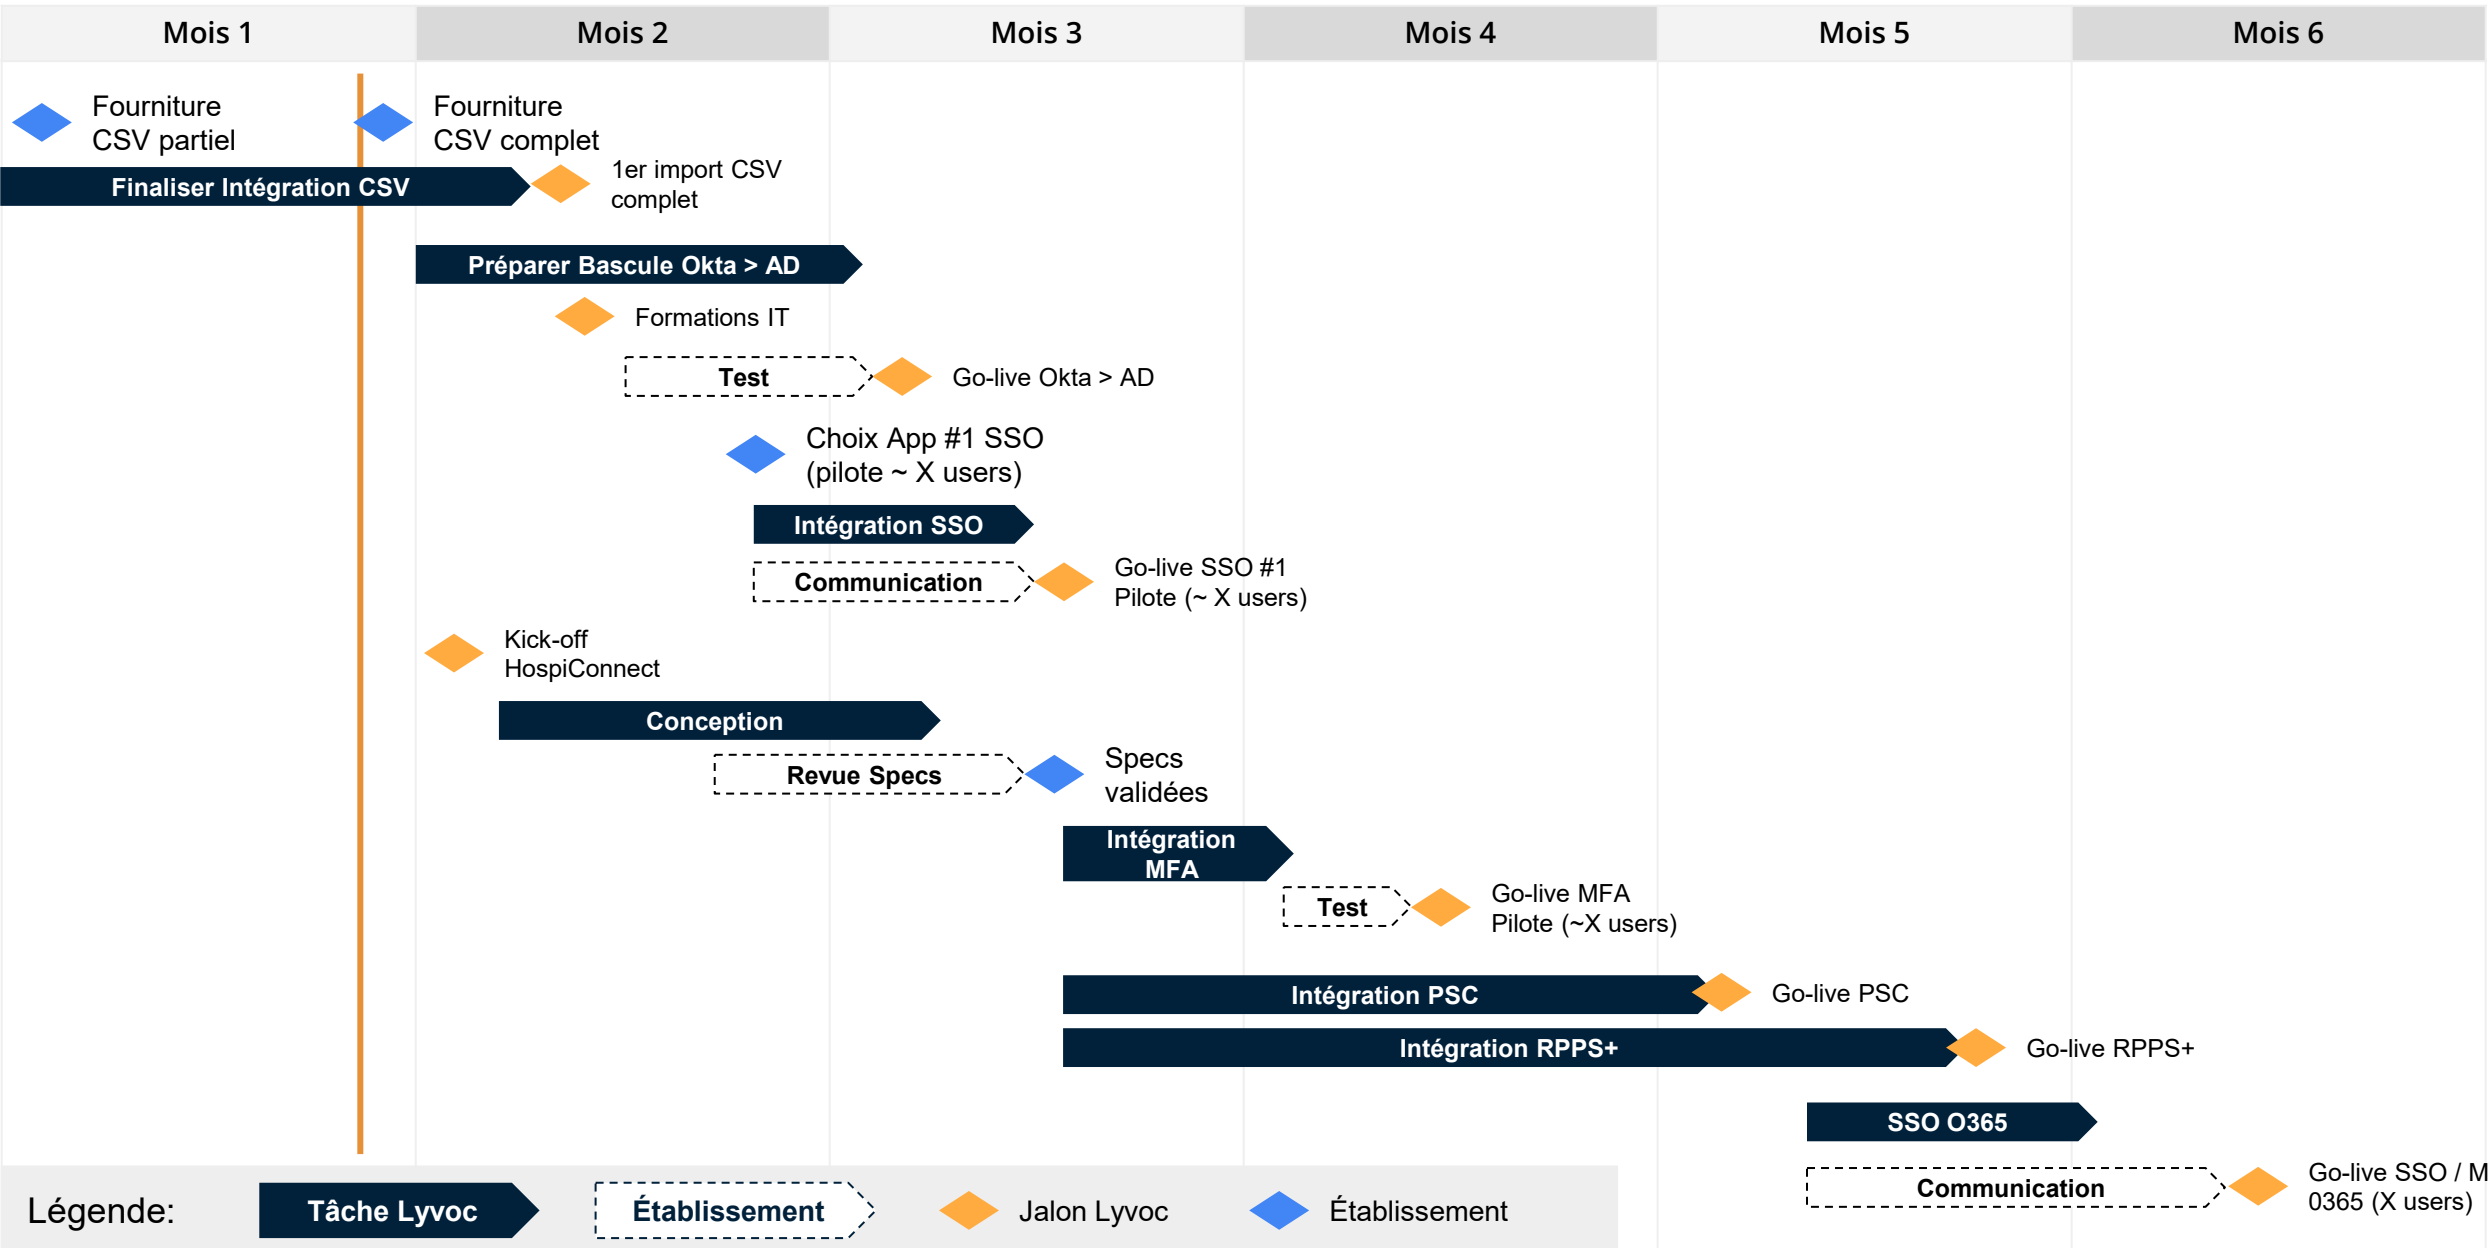 Mois 1
Mois 2
Mois 3
Mois 4
Mois 5
Mois 6
Fourniture
CSV partiel
Fourniture
CSV complet
Finaliser Intégration CSV
1er import CSV
complet
Préparer Bascule Okta > AD
Formations IT
Test
Go-live Okta > AD
Choix App #1 SSO
(pilote ~ X users)
Intégration SSO
Communication
Go-live SSO #1
Pilote (~ X users)
Kick-off
HospiConnect
Conception
Revue Specs
Specs
validées
Intégration
MFA
Test
Go-live MFA
Pilote (~X users)
Intégration PSC
Go-live PSC
Intégration RPPS+
Go-live RPPS+
SSO O365
Communication
Go-live SSO / M
0365 (X users)
Légende:
Tâche Lyvoc
Établissement
Jalon Lyvoc
Établissement